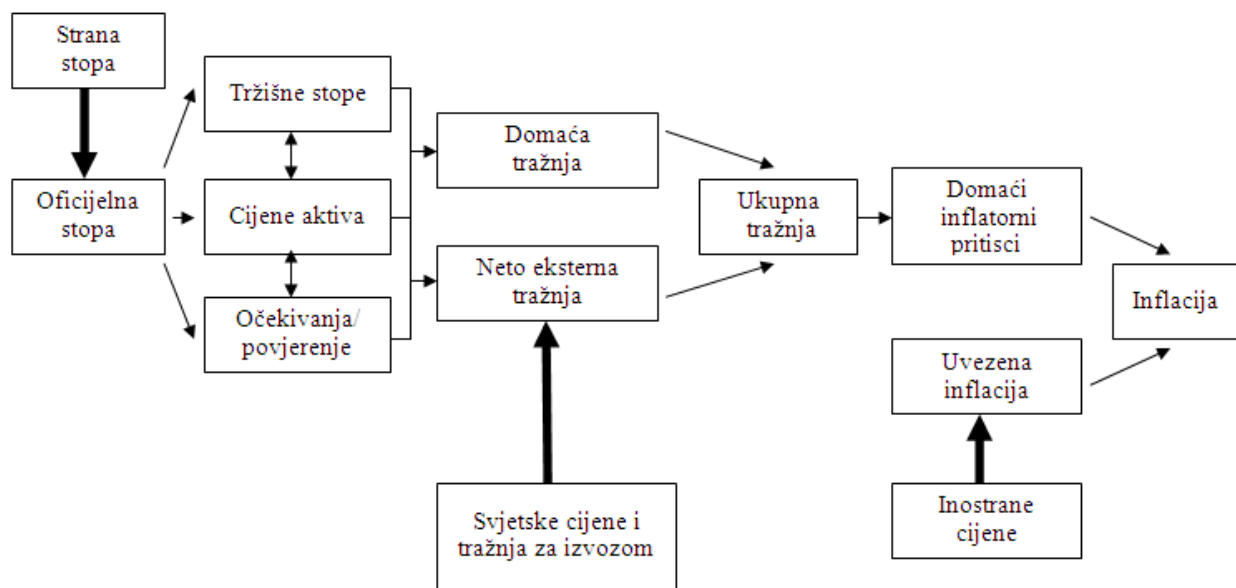 Strana
stopa
Tržišne stope
Domaća
tražnja
Oficijelna
stopa
Cijene aktiva
Ukupna
tražnja
Domaći
inflatorni
pritisci
Neto eksterna
tražnja
Inflacija
Očekivanja/
povjerenje
Uvezena
inflacija
Svjetske cijene i
tražnja za izvozom
Inostrane
cijene